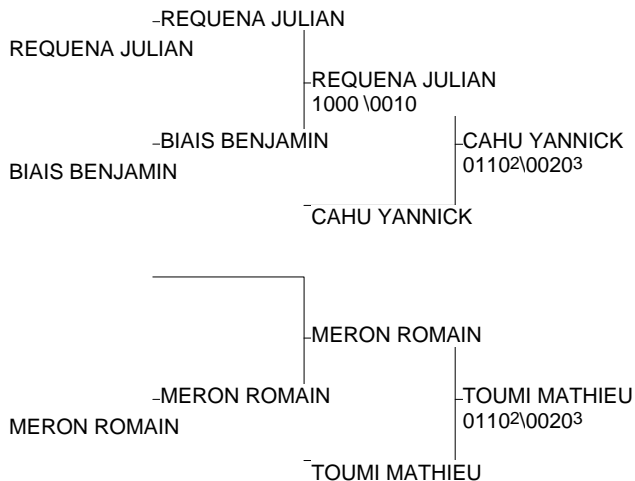 REQUENA JULIAN
REQUENA JULIAN
REQUENA JULIAN
1000 \0010
BIAIS BENJAMIN
CAHU YANNICK
0110²\0020³
BIAIS BENJAMIN
CAHU YANNICK
MERON ROMAIN
MERON ROMAIN
TOUMI MATHIEU
0110²\0020³
MERON ROMAIN
TOUMI MATHIEU